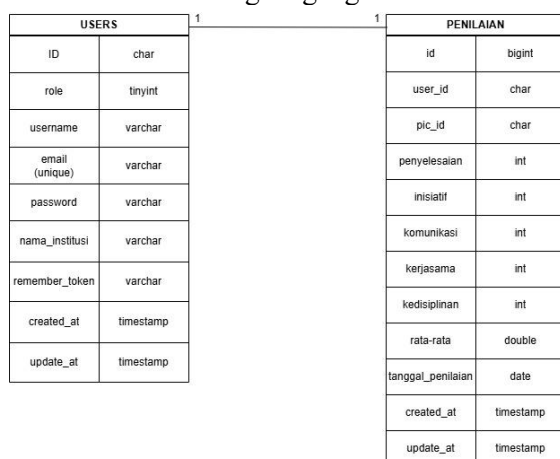 1 1
USERS
ID char
role tinyint
username varchar
email
(unique) varchar
password varchar
nama_institusi varchar
remember_token varchar
created_at timestamp
update_at timestamp
PENILAIAN
id bigint
user_id char
pic_id char
penyelesaian int
inisiatif int
komunikasi int
kerjasama int
kedisiplinan int
rata-rata double
tanggal_penilaian date
created_at timestamp
update_at timestamp